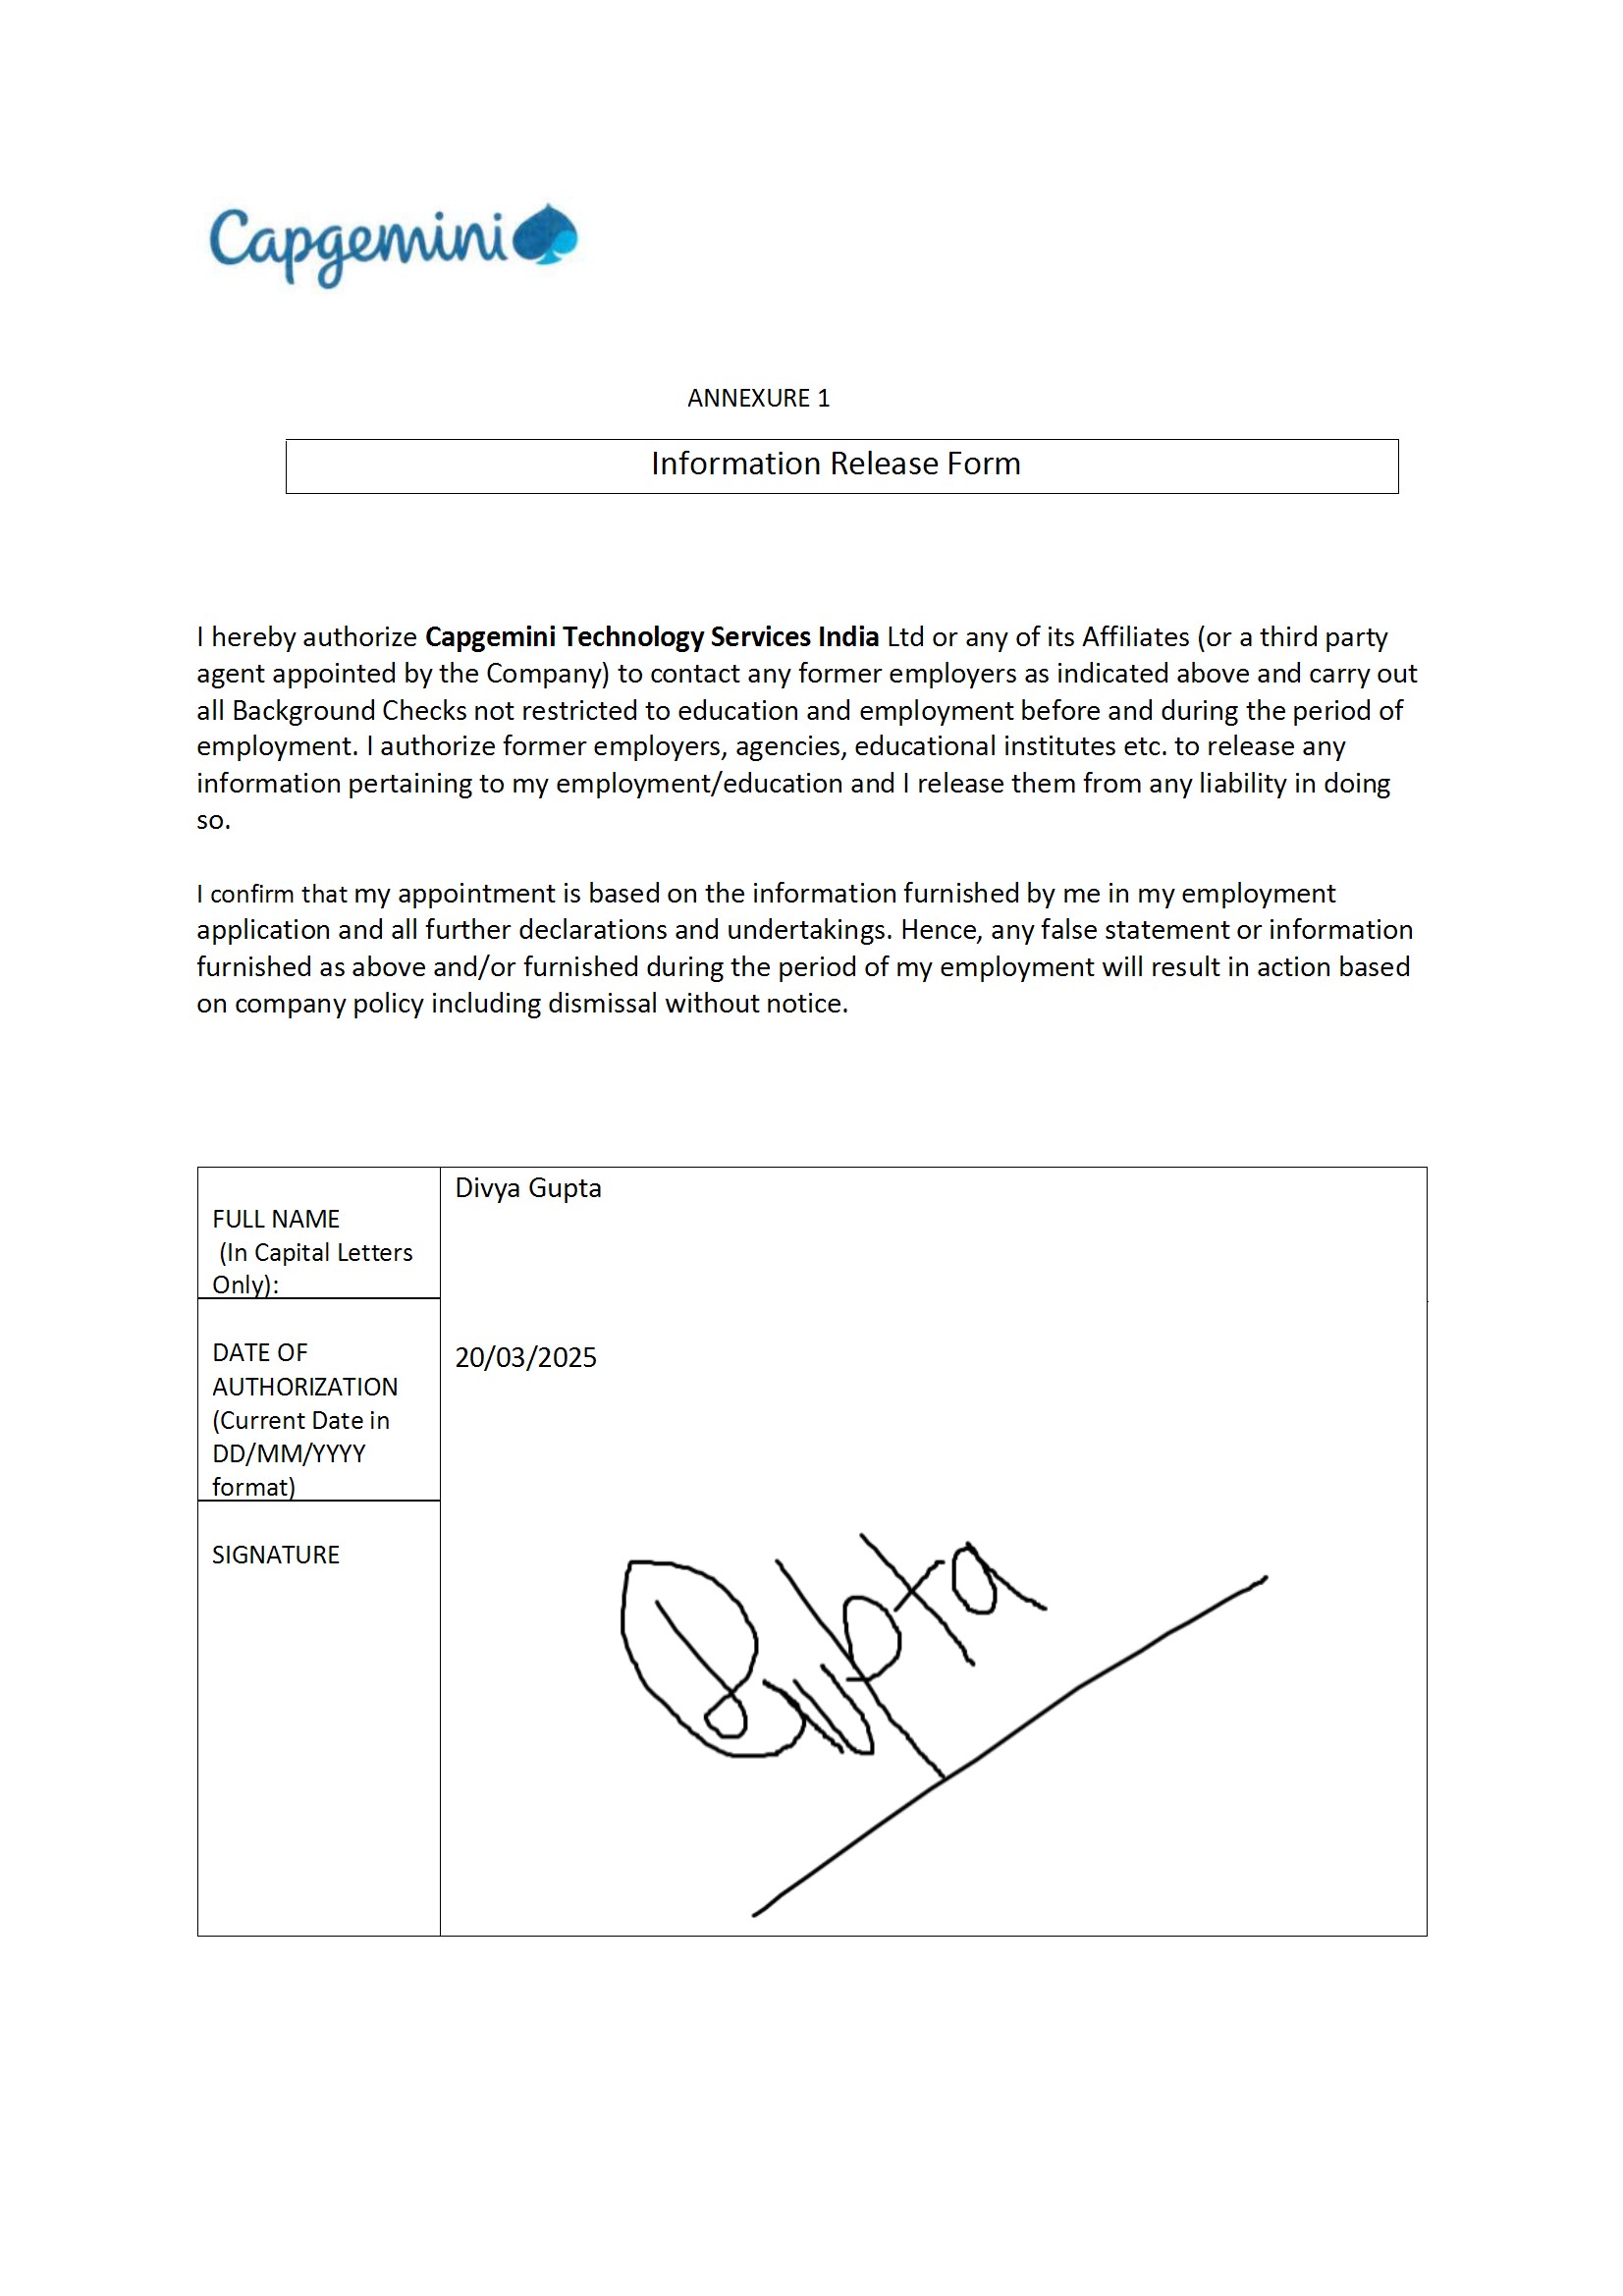 Capgemini
ANNEXURE 1
Information Release Form
I hereby authorize Capgemini Technology Services India Ltd or any of its Affiliates (or a third party
agent appointed by the Company) to contact any former employers as indicated above and carry out
all Background Checks not restricted to education and employment before and during the period of
employment. I authorize former employers, agencies, educational institutes etc. to release any
information pertaining to my employment/education and I release them from any liability in doing
so.
I confirm that my appointment is based on the information furnished by me in my employment
application and all further declarations and undertakings. Hence, any false statement or information
furnished as above and/or furnished during the period of my employment will result in action based
on company policy including dismissal without notice.
FULL NAME
(In Capital Letters
Only):
Divya Gupta
DATE OF
AUTHORIZATION
(Current Date in
DD/MM/YYYY
format)
20/03/2025
SIGNATURE
Gupta